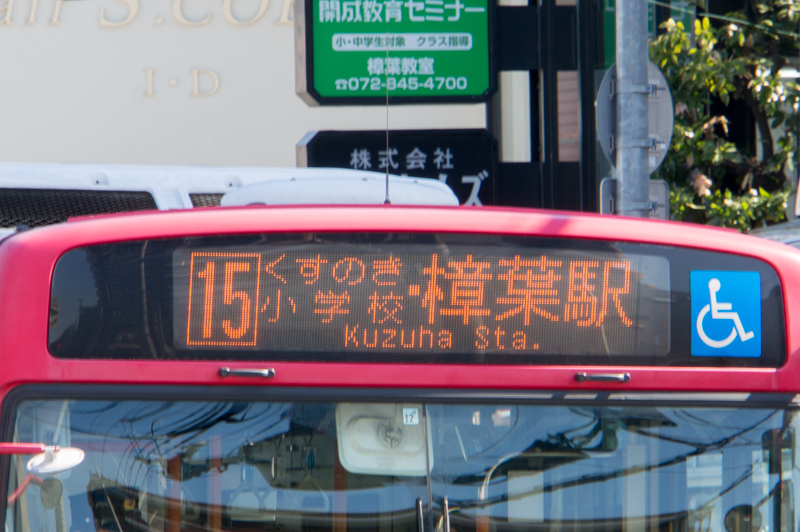 I・D
開成教育セミナー
小・中学生対象 クラス指導
樟葉教室
☎072-845-4700
株式会社
15
くすのき
小学校・樟葉駅
Kuzuha Sta.
17